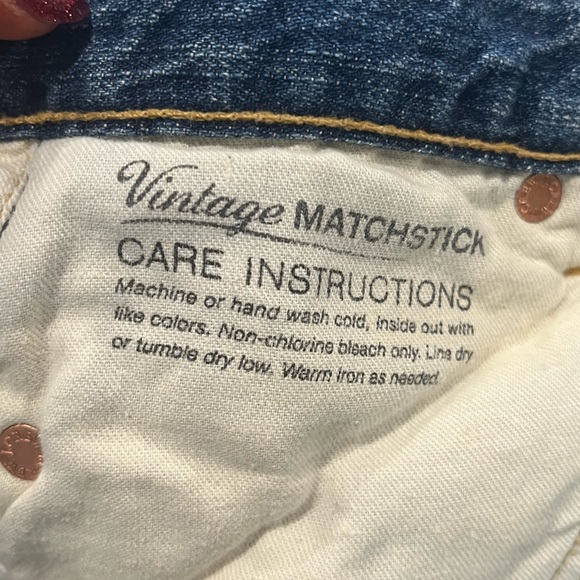 Vintage MATCHSTICK
CARE INSTRUCTIONS
Machine or hand wash cold, inside out with
like colors. Non-chlorine bleach only. Line dry
or tumble dry low. Warm iron as needed.